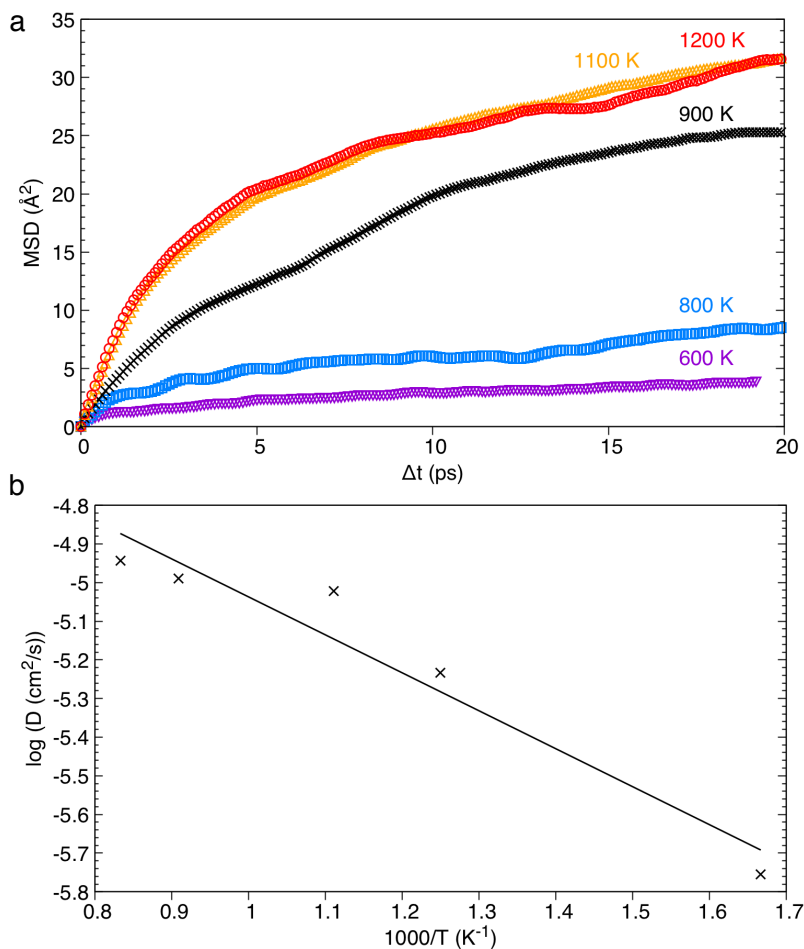 a
35
30
25
20
15
10
5
0
MSD (Å²)
1200 K
1100 K
900 K
800 K
600 K
0 5 10 15 20
Δt (ps)
b
-4.8
-4.9
-5
-5.1
-5.2
-5.3
-5.4
-5.5
-5.6
-5.7
-5.8
log (D (cm²/s))
0.8 0.9 1 1.1 1.2 1.3 1.4 1.5 1.6 1.7
1000/T (K⁻¹)